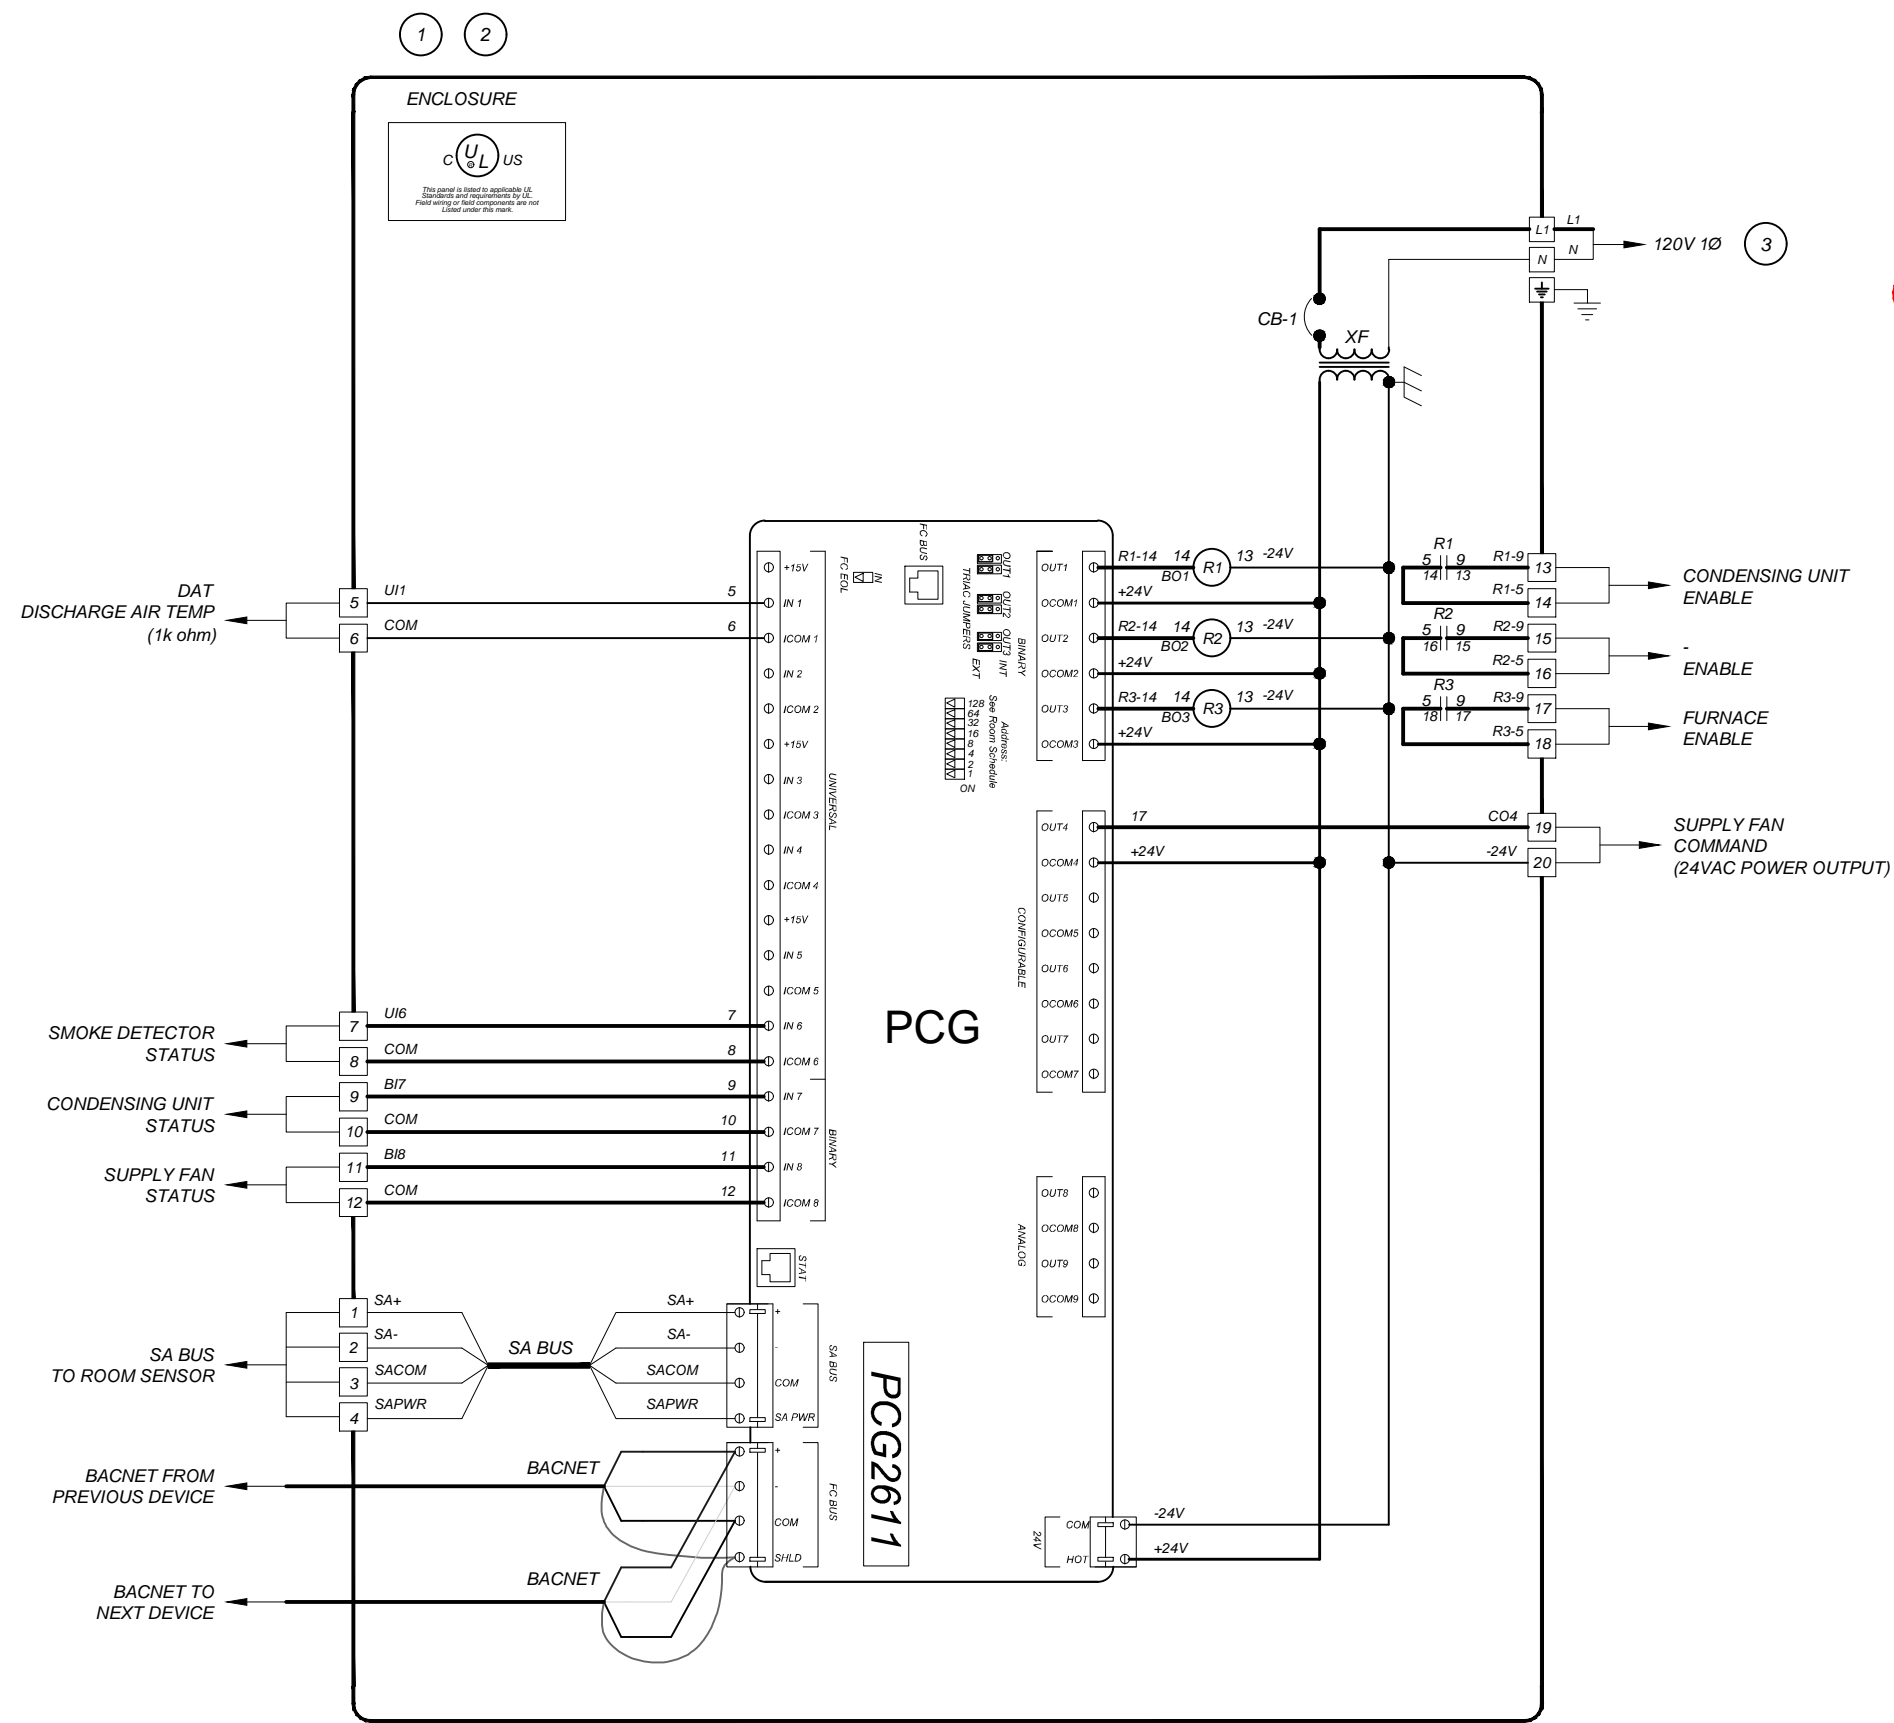 1 2
ENCLOSURE
C UL US
This panel is listed to applicable UL
Standards and requirements by UL.
Field wiring or field components are not
Listed under this mark.
L1 L1
N N
120V 1Ø 3
CB-1
XF
DAT
DISCHARGE AIR TEMP
(1k ohm)
5 UI1 5
6 COM 6
SMOKE DETECTOR
STATUS
7 UI6 7
8 COM 8
CONDENSING UNIT
STATUS
9 BI7 9
10 COM 10
SUPPLY FAN
STATUS
11 BI8 11
12 COM 12
SA BUS
TO ROOM SENSOR
1 SA+ SA+
2 SA- SA-
3 SACOM SACOM
4 SAPWR SAPWR
SA BUS
BACNET FROM
PREVIOUS DEVICE
BACNET
BACNET TO
NEXT DEVICE
BACNET
+15V
IN 1
ICOM 1
IN 2
ICOM 2
+15V
IN 3
ICOM 3
IN 4
ICOM 4
+15V
IN 5
ICOM 5
IN 6
ICOM 6
IN 7
ICOM 7
IN 8
ICOM 8
UNIVERSAL
BINARY
STAT
+
-
COM
SA PWR
SA BUS
+
-
COM
SHLD
FC BUS
FC EOL
IN
FC BUS
OUT1
OUT2
OUT3
TRIAC JUMPERS
EXT INT
128
64
32
16
8
4
2
1
ON
Address:
See Room Schedule
PCG
PCG2611
BINARY
OUT1
OCOM1
OUT2
OCOM2
OUT3
OCOM3
CONFIGURABLE
OUT4
OCOM4
OUT5
OCOM5
OUT6
OCOM6
OUT7
OCOM7
ANALOG
OUT8
OCOM8
OUT9
OCOM9
24V
COM
HOT
-24V
+24V
R1-14 14 R1 13 -24V
BO1
+24V
R2-14 14 R2 13 -24V
BO2
+24V
R3-14 14 R3 13 -24V
BO3
+24V
17
+24V
R1
5 9 R1-9 13
14 13
R1-5 14
CONDENSING UNIT
ENABLE
R2
5 9 R2-9 15
16 15
R2-5 16
-
ENABLE
R3
5 9 R3-9 17
18 17
R3-5 18
FURNACE
ENABLE
CO4 19
-24V 20
SUPPLY FAN
COMMAND
(24VAC POWER OUTPUT)